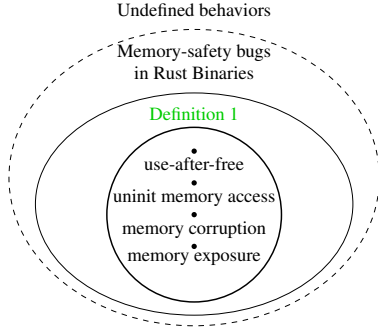 Undefined behaviors
Memory-safety bugs
in Rust Binaries
Definition 1
• use-after-free
• uninit memory access
• memory corruption
• memory exposure